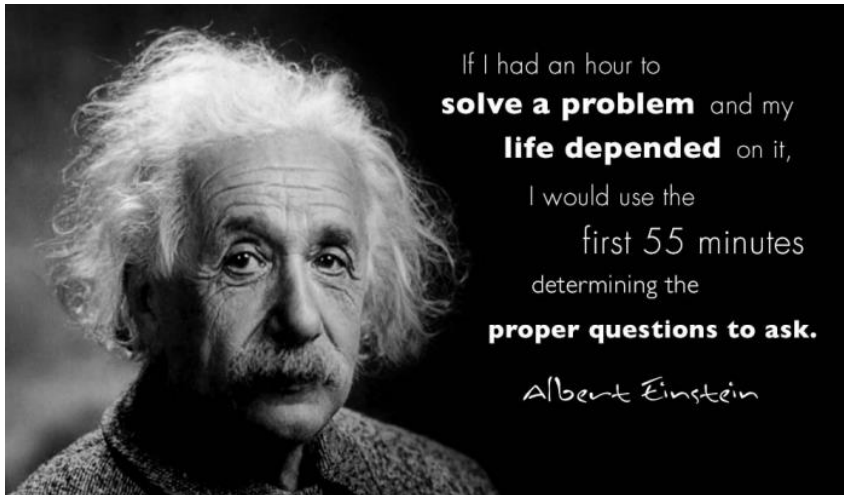 If I had an hour to
solve a problem and my
life depended on it,
I would use the
first 55 minutes
determining the
proper questions to ask.
Albert Einstein